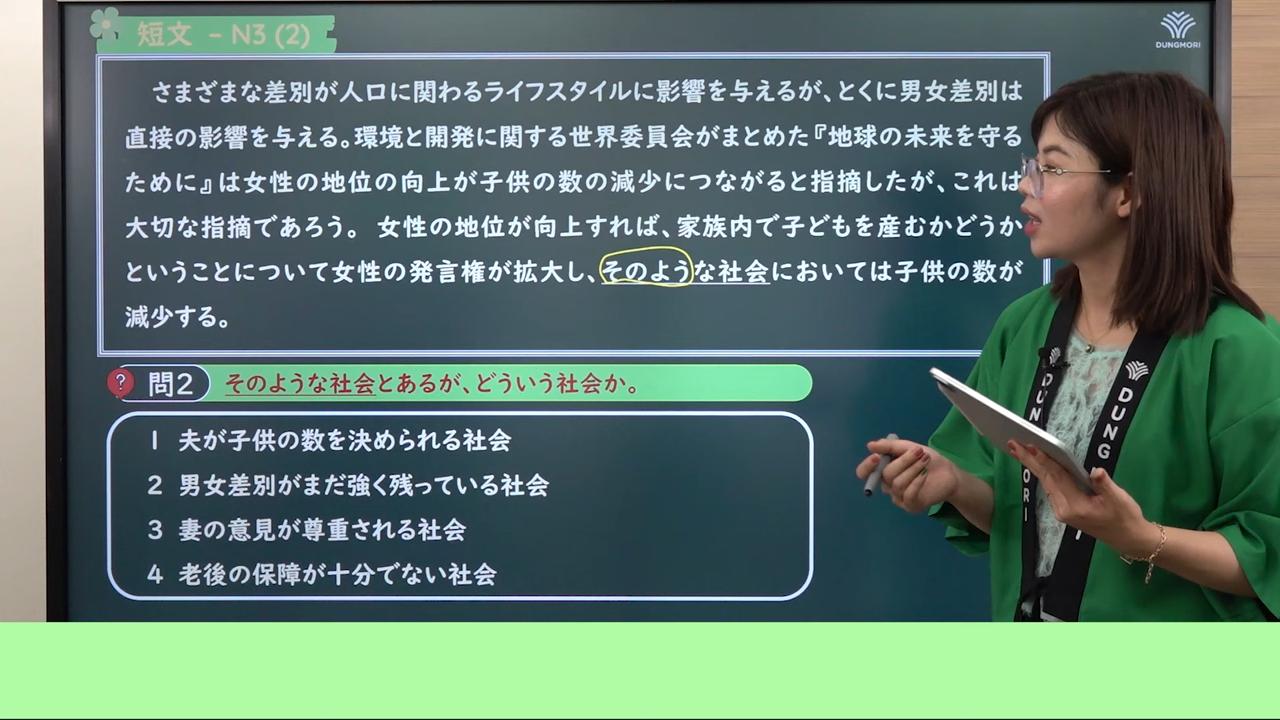 短文 - N3 (2)
DUNGMORI
さまざまな差別が人口に関わるライフスタイルに影響を与えるが、とくに男女差別は
直接の影響を与える。環境と開発に関する世界委員会がまとめた『地球の未来を守る
ために』は女性の地位の向上が子供の数の減少につながると指摘したが、これは
大切な指摘であろう。 女性の地位が向上すれば、家族内で子どもを産むかどうか
ということについて女性の発言権が拡大し、そのような社会においては子供の数が
減少する。
? 問2 そのような社会とあるが、どういう社会か。
1 夫が子供の数を決められる社会
2 男女差別がまだ強く残っている社会
3 妻の意見が尊重される社会
4 老後の保障が十分でない社会
DUNG
ORI